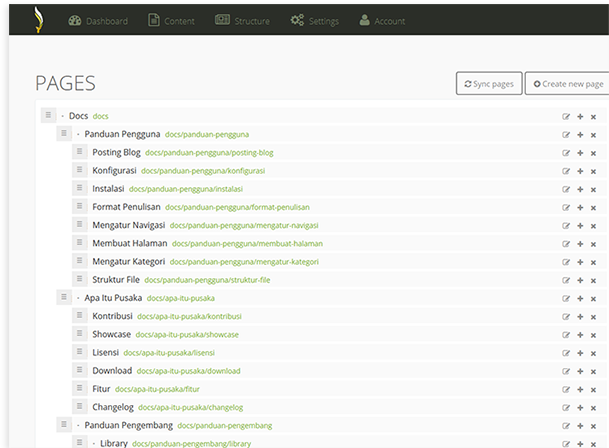 Dashboard Content Structure Settings Account
PAGES
Sync pages Create new page
- Docs docs
- Panduan Pengguna docs/panduan-pengguna
Posting Blog docs/panduan-pengguna/posting-blog
Konfigurasi docs/panduan-pengguna/konfigurasi
Instalasi docs/panduan-pengguna/instalasi
Format Penulisan docs/panduan-pengguna/format-penulisan
Mengatur Navigasi docs/panduan-pengguna/mengatur-navigasi
Membuat Halaman docs/panduan-pengguna/membuat-halaman
Mengatur Kategori docs/panduan-pengguna/mengatur-kategori
Struktur File docs/panduan-pengguna/struktur-file
- Apa Itu Pusaka docs/apa-itu-pusaka
Kontribusi docs/apa-itu-pusaka/kontribusi
Showcase docs/apa-itu-pusaka/showcase
Lisensi docs/apa-itu-pusaka/lisensi
Download docs/apa-itu-pusaka/download
Fitur docs/apa-itu-pusaka/fitur
Changelog docs/apa-itu-pusaka/changelog
- Panduan Pengembang docs/panduan-pengembang
- Library docs/panduan-pengembang/library